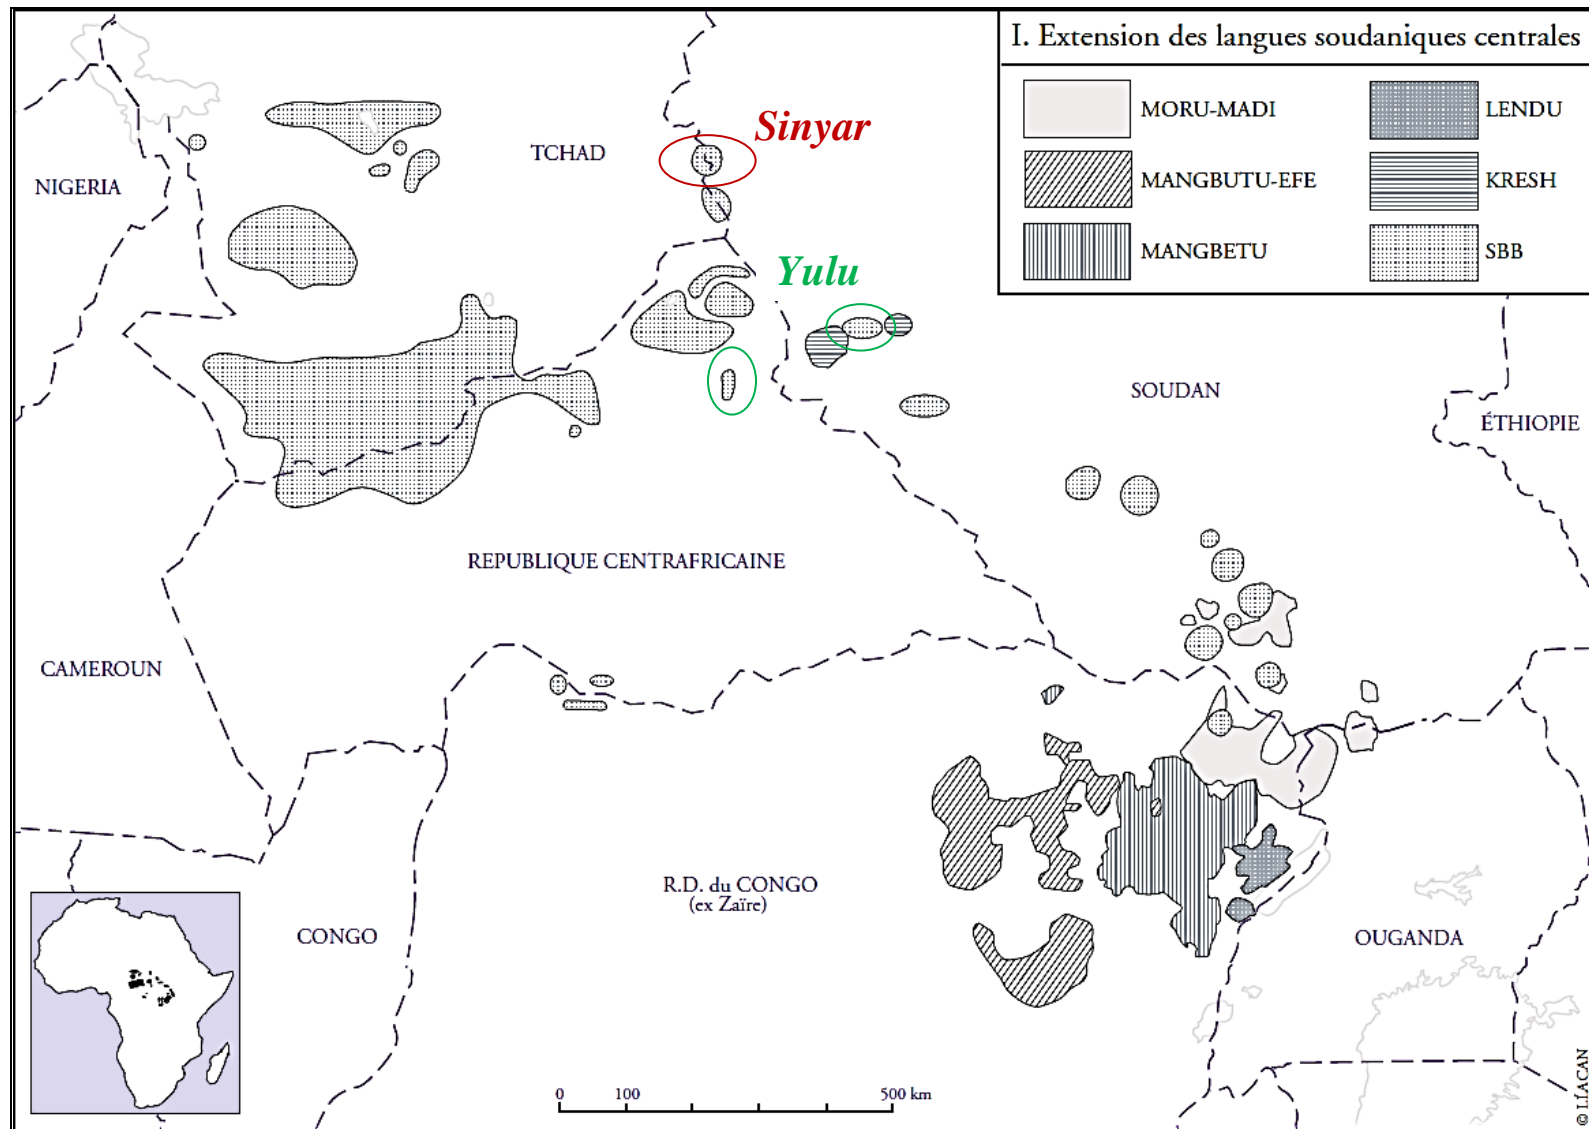 I. Extension des langues soudaniques centrales
MORU-MADI
LENDU
MANGBUTU-EFE
KRESH
MANGBETU
SBB
Sinyar
TCHAD
NIGERIA
Yulu
SOUDAN
ÉTHIOPIE
REPUBLIQUE CENTRAFRICAINE
CAMEROUN
R.D. du CONGO
(ex Zaïre)
CONGO
OUGANDA
0 100 500 km
© LLACAN